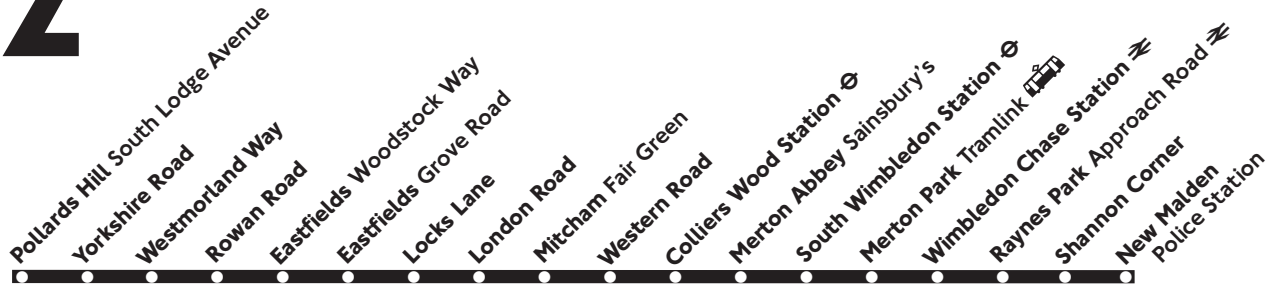 Pollards Hill South Lodge Avenue
Yorkshire Road
Westmorland Way
Rowan Road
Eastfields Woodstock Way
Eastfields Grove Road
Locks Lane
London Road
Mitcham Fair Green
Western Road
Colliers Wood Station
Merton Abbey Sainsbury's
South Wimbledon Station
Merton Park Tramlink
Wimbledon Chase Station
Raynes Park Approach Road
Shannon Corner
New Malden
Police Station